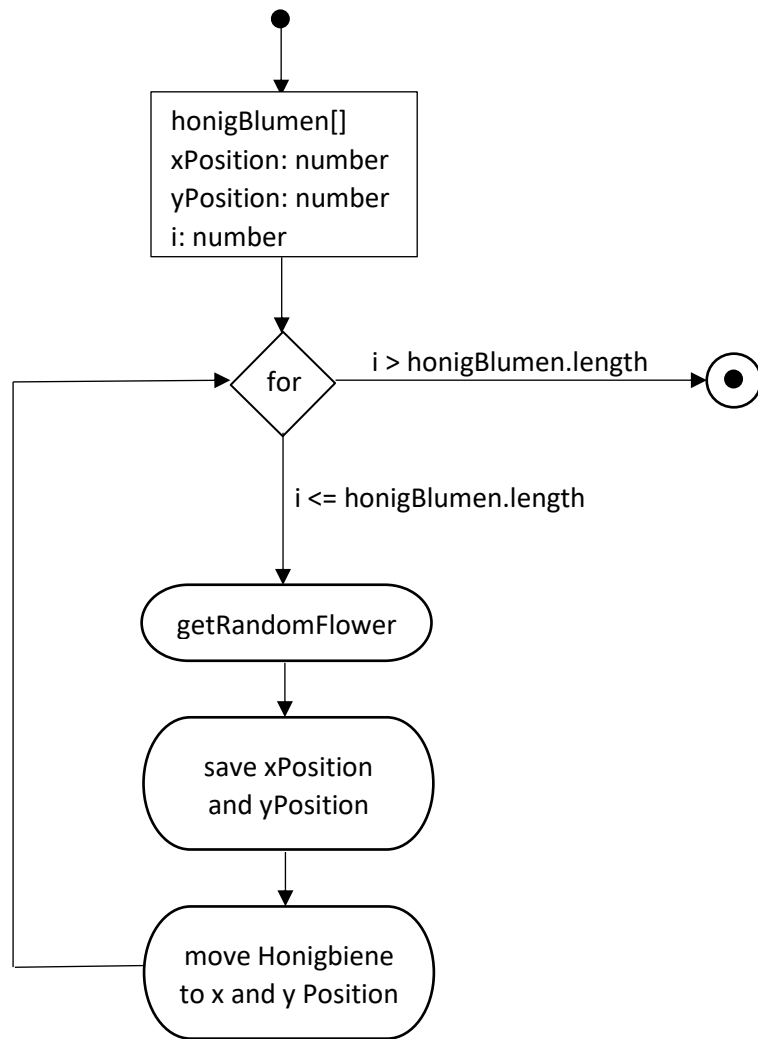 honigBlumen[]
xPosition: number
yPosition: number
i: number
for
i > honigBlumen.length
i <= honigBlumen.length
getRandomFlower
save xPosition
and yPosition
move Honigbiene
to x and y Position